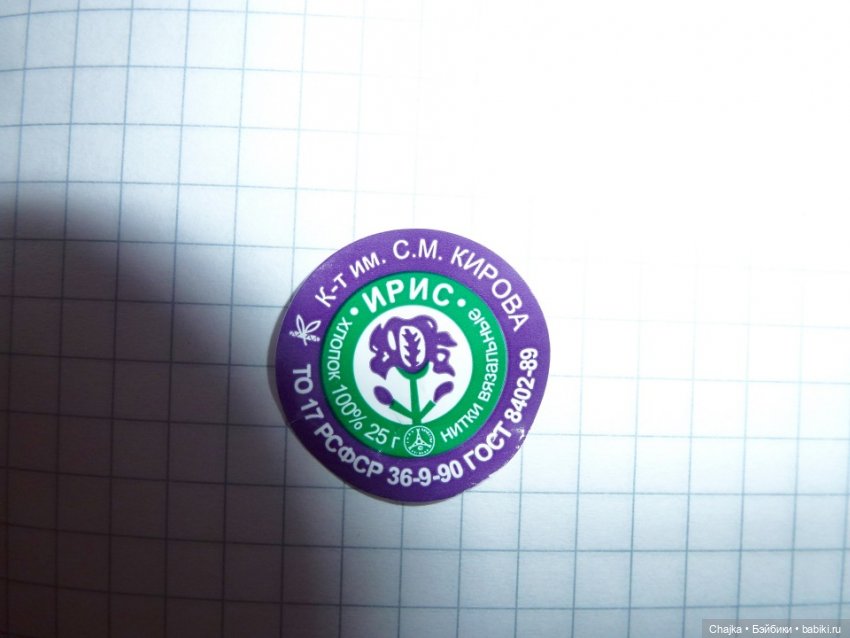 К-т им. С.М. КИРОВА
• ИРИС •
хлопок 100% 25 г
нитки вязальные
ТО 17 РСФСР 36-9-90 ГОСТ 8402-89
Chajka • Бэйбики • babiki.ru